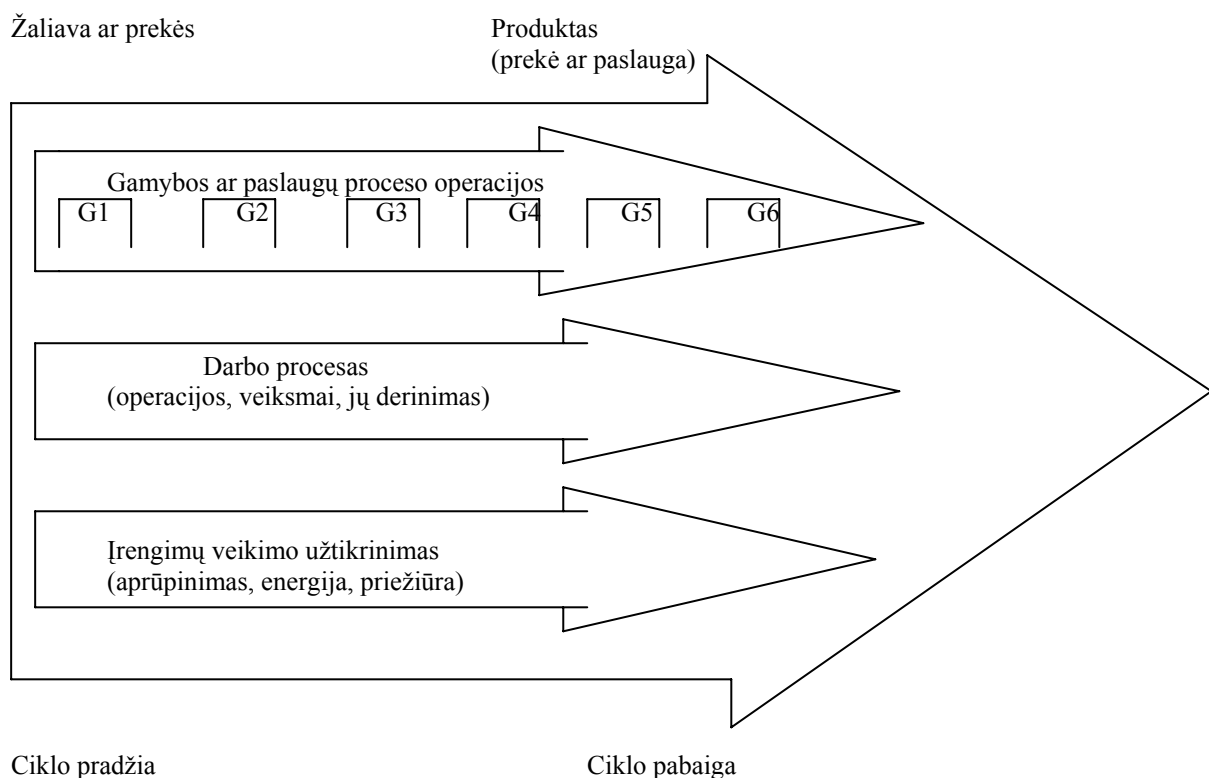 Žaliava ar prekės
Produktas
(prekė ar paslauga)
Gamybos ar paslaugų proceso operacijos
G1 G2 G3 G4 G5 G6
Darbo procesas
(operacijos, veiksmai, jų derinimas)
Įrengimų veikimo užtikrinimas
(aprūpinimas, energija, priežiūra)
Ciklo pradžia
Ciklo pabaiga